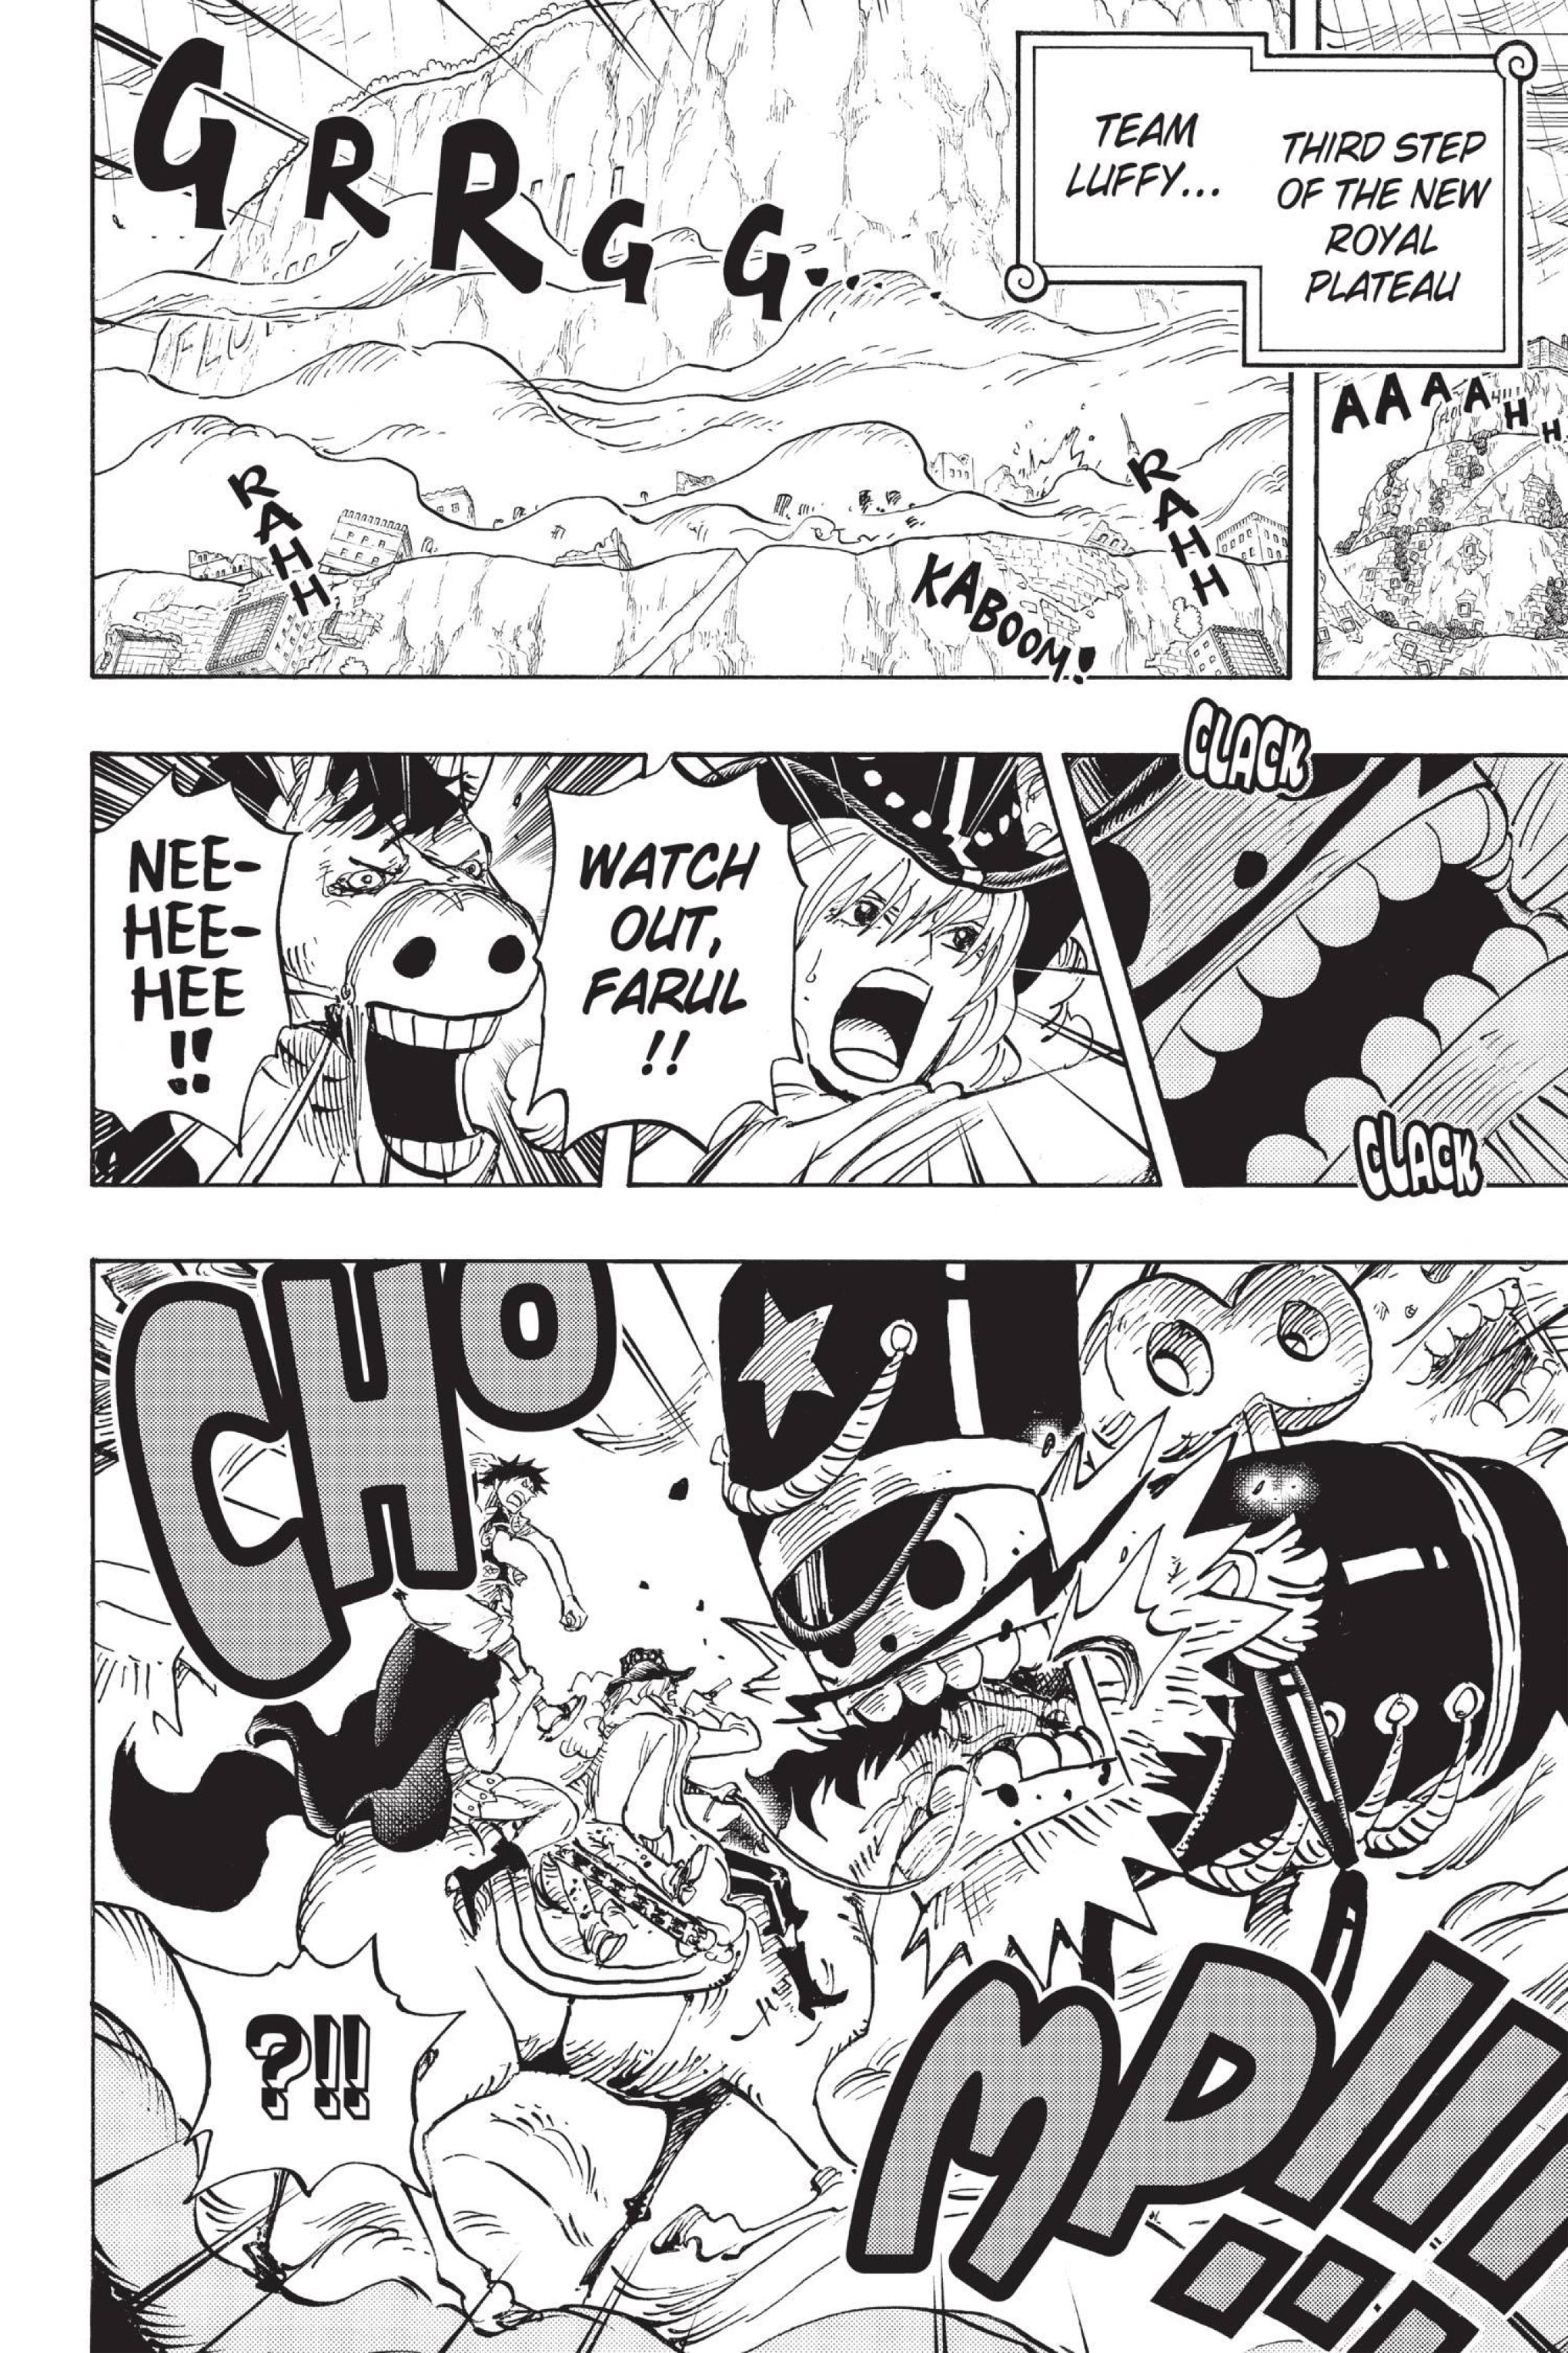 THIRD STEP
OF THE NEW
ROYAL
PLATEAU
TEAM
LUFFY...
AAAAHH
GRRGG...
RAHH
KABOOM!
RAHH
CLACK
CLACK
WATCH
OUT,
FARUL
!!
NEE-
HEE-
HEE
!!
CHO
MP!!!
?!!